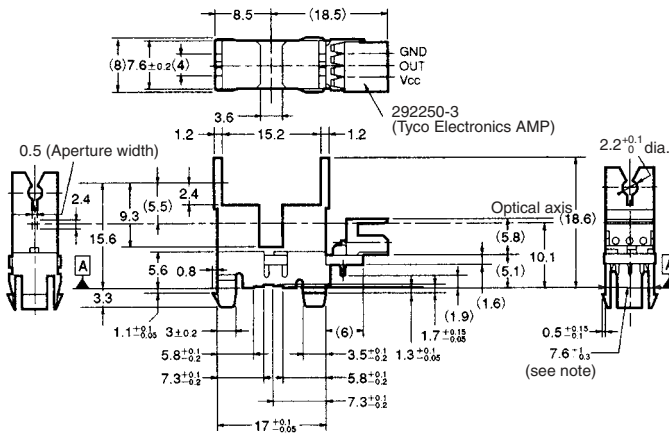 8.5
(18.5)
(8)
7.6±0.2
(4)
GND
OUT
Vcc
3.6
292250-3
(Tyco Electronics AMP)
1.2
15.2
1.2
0.5 (Aperture width)
2.2 +0.1 0 dia.
2.4
15.6
9.3
(5.5)
2.4
Optical axis
(18.6)
(5.8)
10.1
A
5.6
0.8
(5.1)
A
3.3
(1.6)
(1.9)
1.1 +0.1 -0.05
3±0.2
(6)
1.7 +0.15 -0.05
0.5 +0.15 -0.1
5.8 +0.1 -0.2
3.5 +0.1 -0.2
1.3 +0.1 -0.05
7.6
(see note)
7.3 +0.1 -0.2
5.8 +0.1 -0.2
7.3 +0.1 -0.2
17 +0.1 -0.05